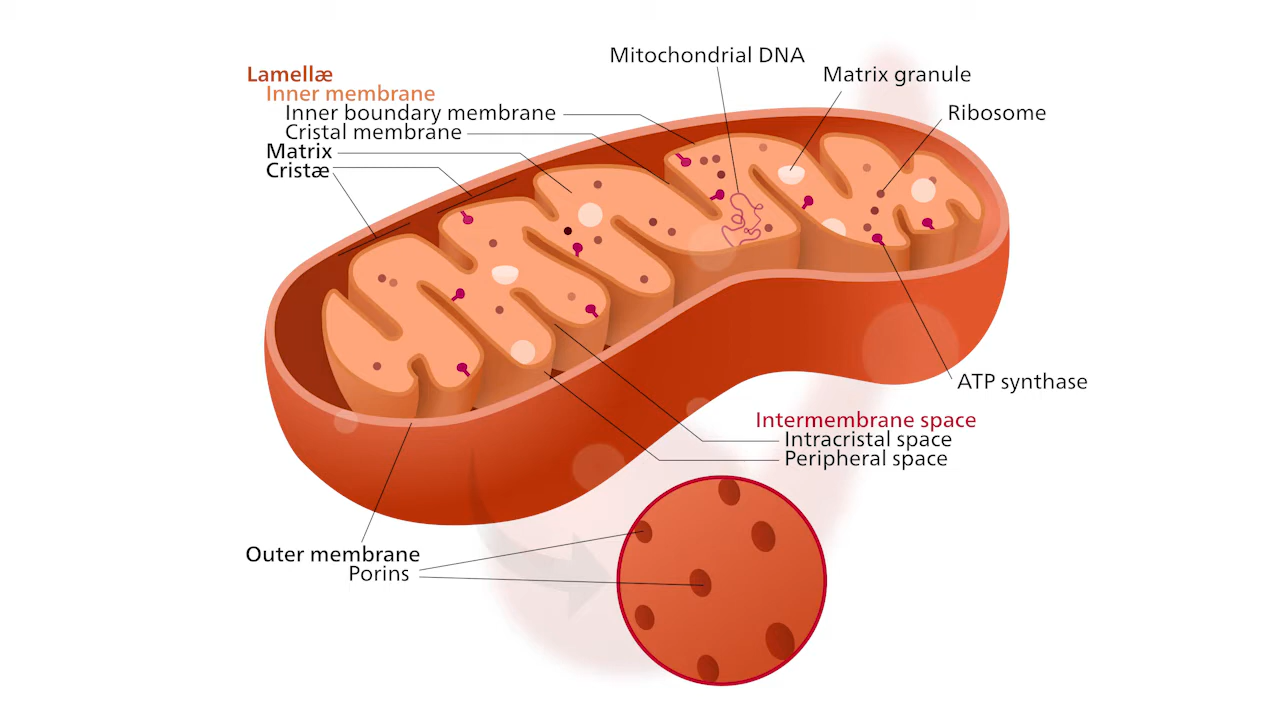 Mitochondrial DNA
Matrix granule
Ribosome
Lamellæ
Inner membrane
Inner boundary membrane
Cristal membrane
Matrix
Cristæ
ATP synthase
Intermembrane space
Intracristal space
Peripheral space
Outer membrane
Porins